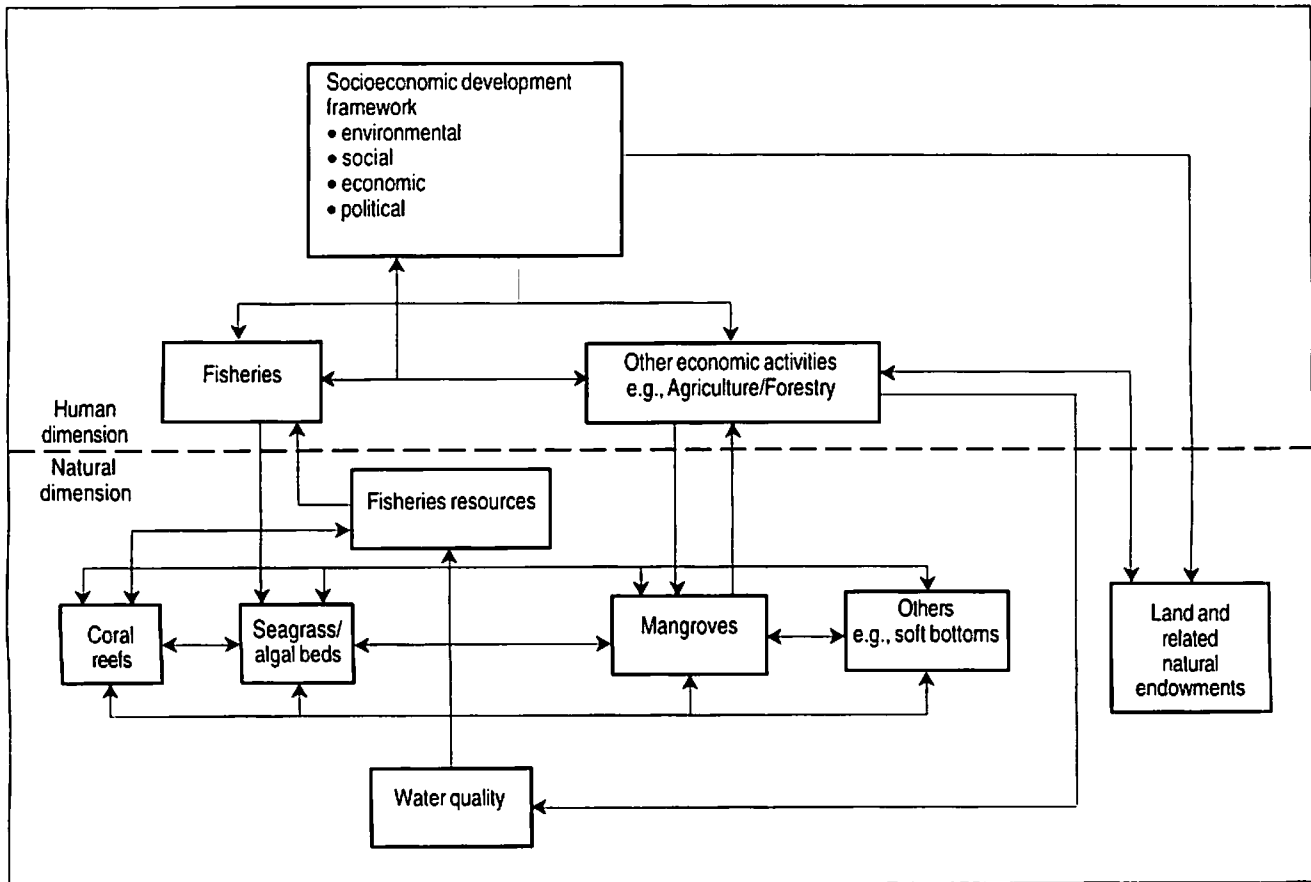 Socioeconomic development
framework
• environmental
• social
• economic
• political
Fisheries
Other economic activities
e.g., Agriculture/Forestry
Human
dimension
Natural
dimension
Fisheries resources
Coral
reefs
Seagrass/
algal beds
Mangroves
Others
e.g., soft bottoms
Land and
related
natural
endowments
Water quality